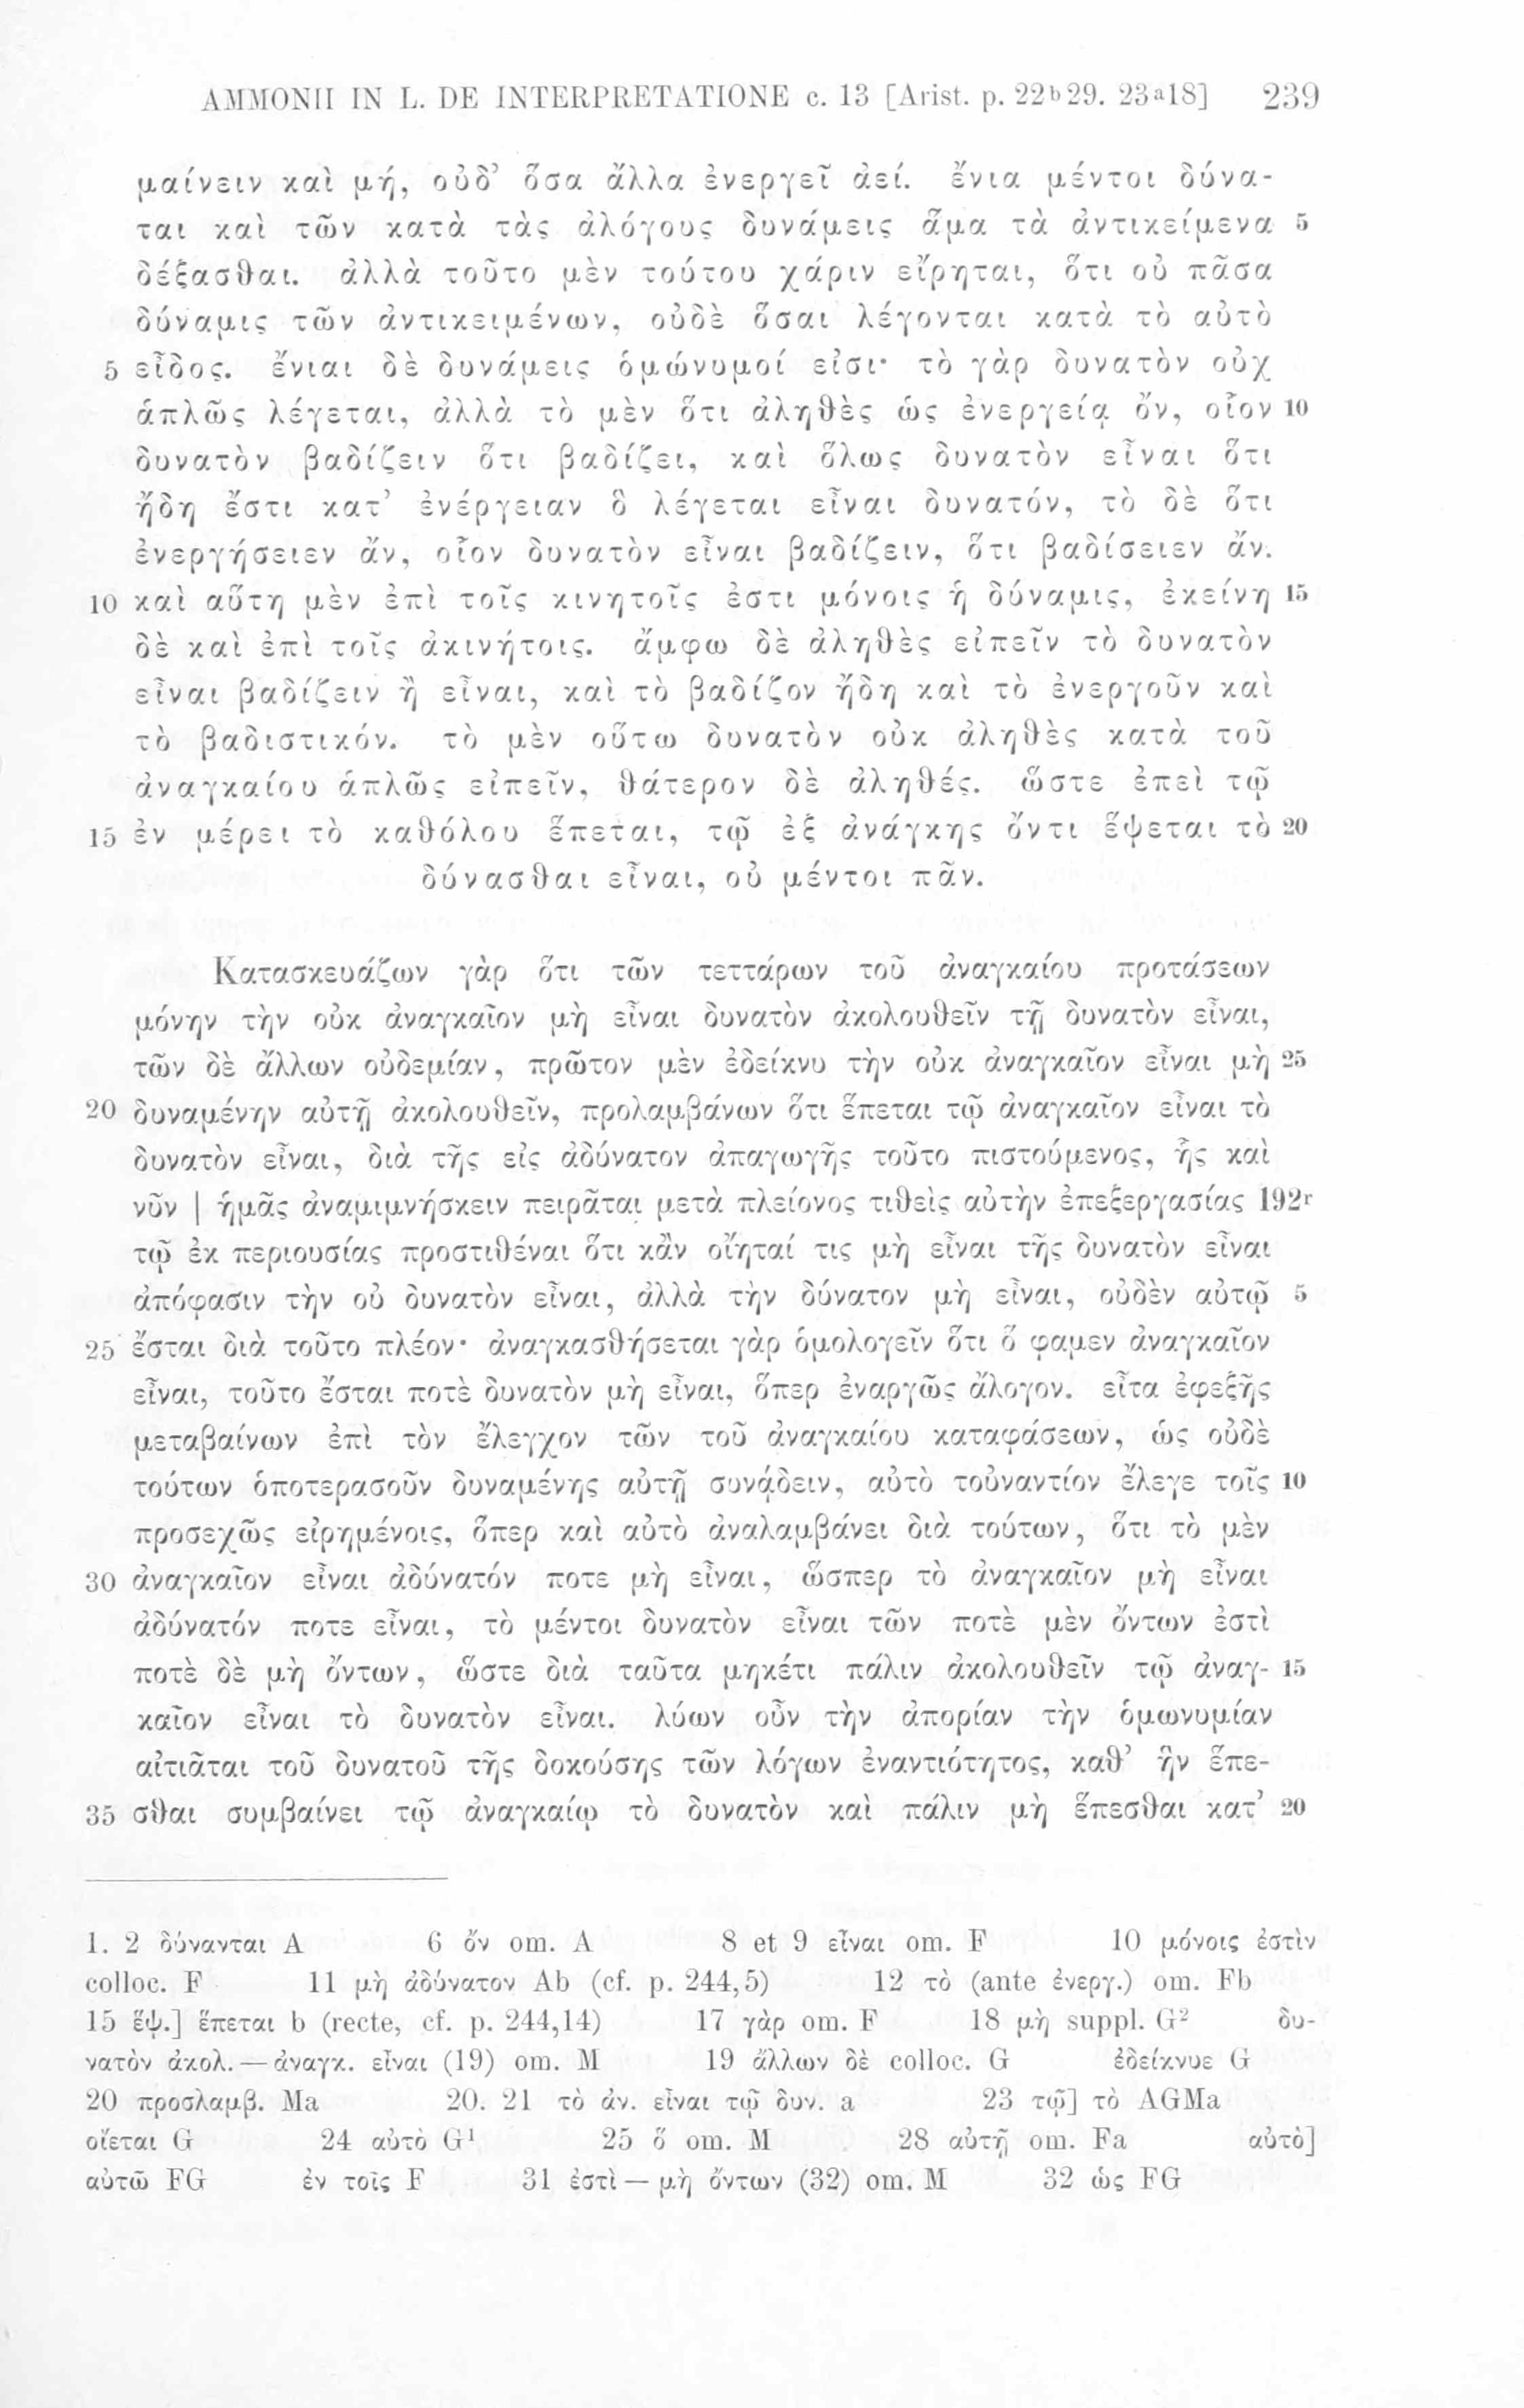 AMMONII IN L. DE INTERPRETATIONE c. 13 [Arist. p. 22b29. 23a18] 239
μαίνειν καὶ μή, οὐδ’ ὅσα ἄλλα ἐνεργεῖ ἀεί. ἔνια μέντοι δύνα-
ται καὶ τῶν κατὰ τὰς ἀλόγους δυνάμεις ἅμα τὰ ἀντικείμενα 5
δέξασθαι. ἀλλὰ τοῦτο μὲν τούτου χάριν εἴρηται, ὅτι οὐ πᾶσα
δύναμις τῶν ἀντικειμένων, οὐδὲ ὅσαι λέγονται κατὰ τὸ αὐτὸ
5 εἶδος. ἔνιαι δὲ δυνάμεις ὁμώνυμοί εἰσι· τὸ γὰρ δυνατὸν οὐχ
ἁπλῶς λέγεται, ἀλλὰ τὸ μὲν ὅτι ἀληθὲς ὡς ἐνεργείᾳ ὄν, οἷον 10
δυνατὸν βαδίζειν ὅτι βαδίζει, καὶ ὅλως δυνατὸν εἶναι ὅτι
ἤδη ἔστι κατ’ ἐνέργειαν ὃ λέγεται εἶναι δυνατόν, τὸ δὲ ὅτι
ἐνεργήσειεν ἄν, οἷον δυνατὸν εἶναι βαδίζειν, ὅτι βαδίσειεν ἄν.
10 καὶ αὕτη μὲν ἐπὶ τοῖς κινητοῖς ἐστι μόνοις ἡ δύναμις, ἐκείνη 15
δὲ καὶ ἐπὶ τοῖς ἀκινήτοις. ἄμφω δὲ ἀληθὲς εἰπεῖν τὸ δυνατὸν
εἶναι βαδίζειν ἢ εἶναι, καὶ τὸ βαδίζον ἤδη καὶ τὸ ἐνεργοῦν καὶ
τὸ βαδιστικόν. τὸ μὲν οὕτω δυνατὸν οὐκ ἀληθὲς κατὰ τοῦ
ἀναγκαίου ἁπλῶς εἰπεῖν, θάτερον δὲ ἀληθές. ὥστε ἐπεὶ τῷ
15 ἐν μέρει τὸ καθόλου ἕπεται, τῷ ἐξ ἀνάγκης ὄντι ἕψεται τὸ 20
δύνασθαι εἶναι, οὐ μέντοι πᾶν.
Κατασκευάζων γὰρ ὅτι τῶν τεττάρων τοῦ ἀναγκαίου προτάσεων
μόνην τὴν οὐκ ἀναγκαῖον μὴ εἶναι δυνατὸν ἀκολουθεῖν τῇ δυνατὸν εἶναι,
τῶν δὲ ἄλλων οὐδεμίαν, πρῶτον μὲν ἐδείκνυ τὴν οὐκ ἀναγκαῖον εἶναι μὴ 25
20 δυναμένην αὐτῇ ἀκολουθεῖν, προλαμβάνων ὅτι ἕπεται τῷ ἀναγκαῖον εἶναι τὸ
δυνατὸν εἶναι, διὰ τῆς εἰς ἀδύνατον ἀπαγωγῆς τοῦτο πιστούμενος, ἧς καὶ
νῦν | ἡμᾶς ἀναμιμνήσκειν πειρᾶται μετὰ πλείονος τιθεὶς αὐτὴν ἐπεξεργασίας 192r
τῷ ἐκ περιουσίας προστιθέναι ὅτι κἂν οἴηταί τις μὴ εἶναι τῆς δυνατὸν εἶναι
ἀπόφασιν τὴν οὐ δυνατὸν εἶναι, ἀλλὰ τὴν δύνατον μὴ εἶναι, οὐδὲν αὐτῷ 5
25 ἔσται διὰ τοῦτο πλέον· ἀναγκασθήσεται γὰρ ὁμολογεῖν ὅτι ὅ φαμεν ἀναγκαῖον
εἶναι, τοῦτο ἔσται ποτὲ δυνατὸν μὴ εἶναι, ὅπερ ἐναργῶς ἄλογον. εἶτα ἐφεξῆς
μεταβαίνων ἐπὶ τὸν ἔλεγχον τῶν τοῦ ἀναγκαίου καταφάσεων, ὡς οὐδὲ
τούτων ὁποτερασοῦν δυναμένης αὐτῇ συνᾴδειν, αὐτὸ τοὐναντίον ἔλεγε τοῖς 10
προσεχῶς εἰρημένοις, ὅπερ καὶ αὐτὸ ἀναλαμβάνει διὰ τούτων, ὅτι τὸ μὲν
30 ἀναγκαῖον εἶναι ἀδύνατόν ποτε μὴ εἶναι, ὥσπερ τὸ ἀναγκαῖον μὴ εἶναι
ἀδύνατόν ποτε εἶναι, τὸ μέντοι δυνατὸν εἶναι τῶν ποτὲ μὲν ὄντων ἐστὶ
ποτὲ δὲ μὴ ὄντων, ὥστε διὰ ταῦτα μηκέτι πάλιν ἀκολουθεῖν τῷ ἀναγ- 15
καῖον εἶναι τὸ δυνατὸν εἶναι. λύων οὖν τὴν ἀπορίαν τὴν ὁμωνυμίαν
αἰτιᾶται τοῦ δυνατοῦ τῆς δοκούσης τῶν λόγων ἐναντιότητος, καθ’ ἣν ἕπε-
35 σθαι συμβαίνει τῷ ἀναγκαίῳ τὸ δυνατὸν καὶ πάλιν μὴ ἕπεσθαι κατ’ 20
1. 2 δύνανται A 6 ὄν om. A 8 et 9 εἶναι om. F 10 μόνοις ἐστὶν
colloc. F 11 μὴ ἀδύνατον Ab (cf. p. 244,5) 12 τὸ (ante ἐνεργ.) om. Fb
15 ἕψ.] ἕπεται b (recte, cf. p. 244,14) 17 γὰρ om. F 18 μὴ suppl. G² δυ-
νατὸν ἀκολ. — ἀναγκ. εἶναι (19) om. M 19 ἄλλων δὲ colloc. G ἐδείκνυε G
20 προσλαμβ. Ma 20. 21 τὸ ἀν. εἶναι τῷ δυν. a 23 τῷ] τὸ AGMa
οἴεται G 24 αὐτὸ G¹ 25 ὅ om. M 28 αὐτῇ om. Fa αὐτὸ]
αὐτῶ FG ἐν τοῖς F 31 ἐστὶ — μὴ ὄντων (32) om. M 32 ὡς FG